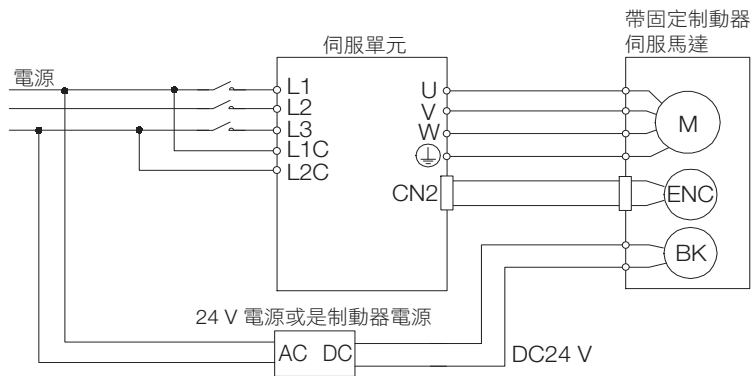 帶固定制動器
伺服單元
伺服馬達
電源
L1
L2
L3
L1C
L2C
U
V
W
CN2
M
ENC
BK
24 V 電源或是制動器電源
AC DC
DC24 V